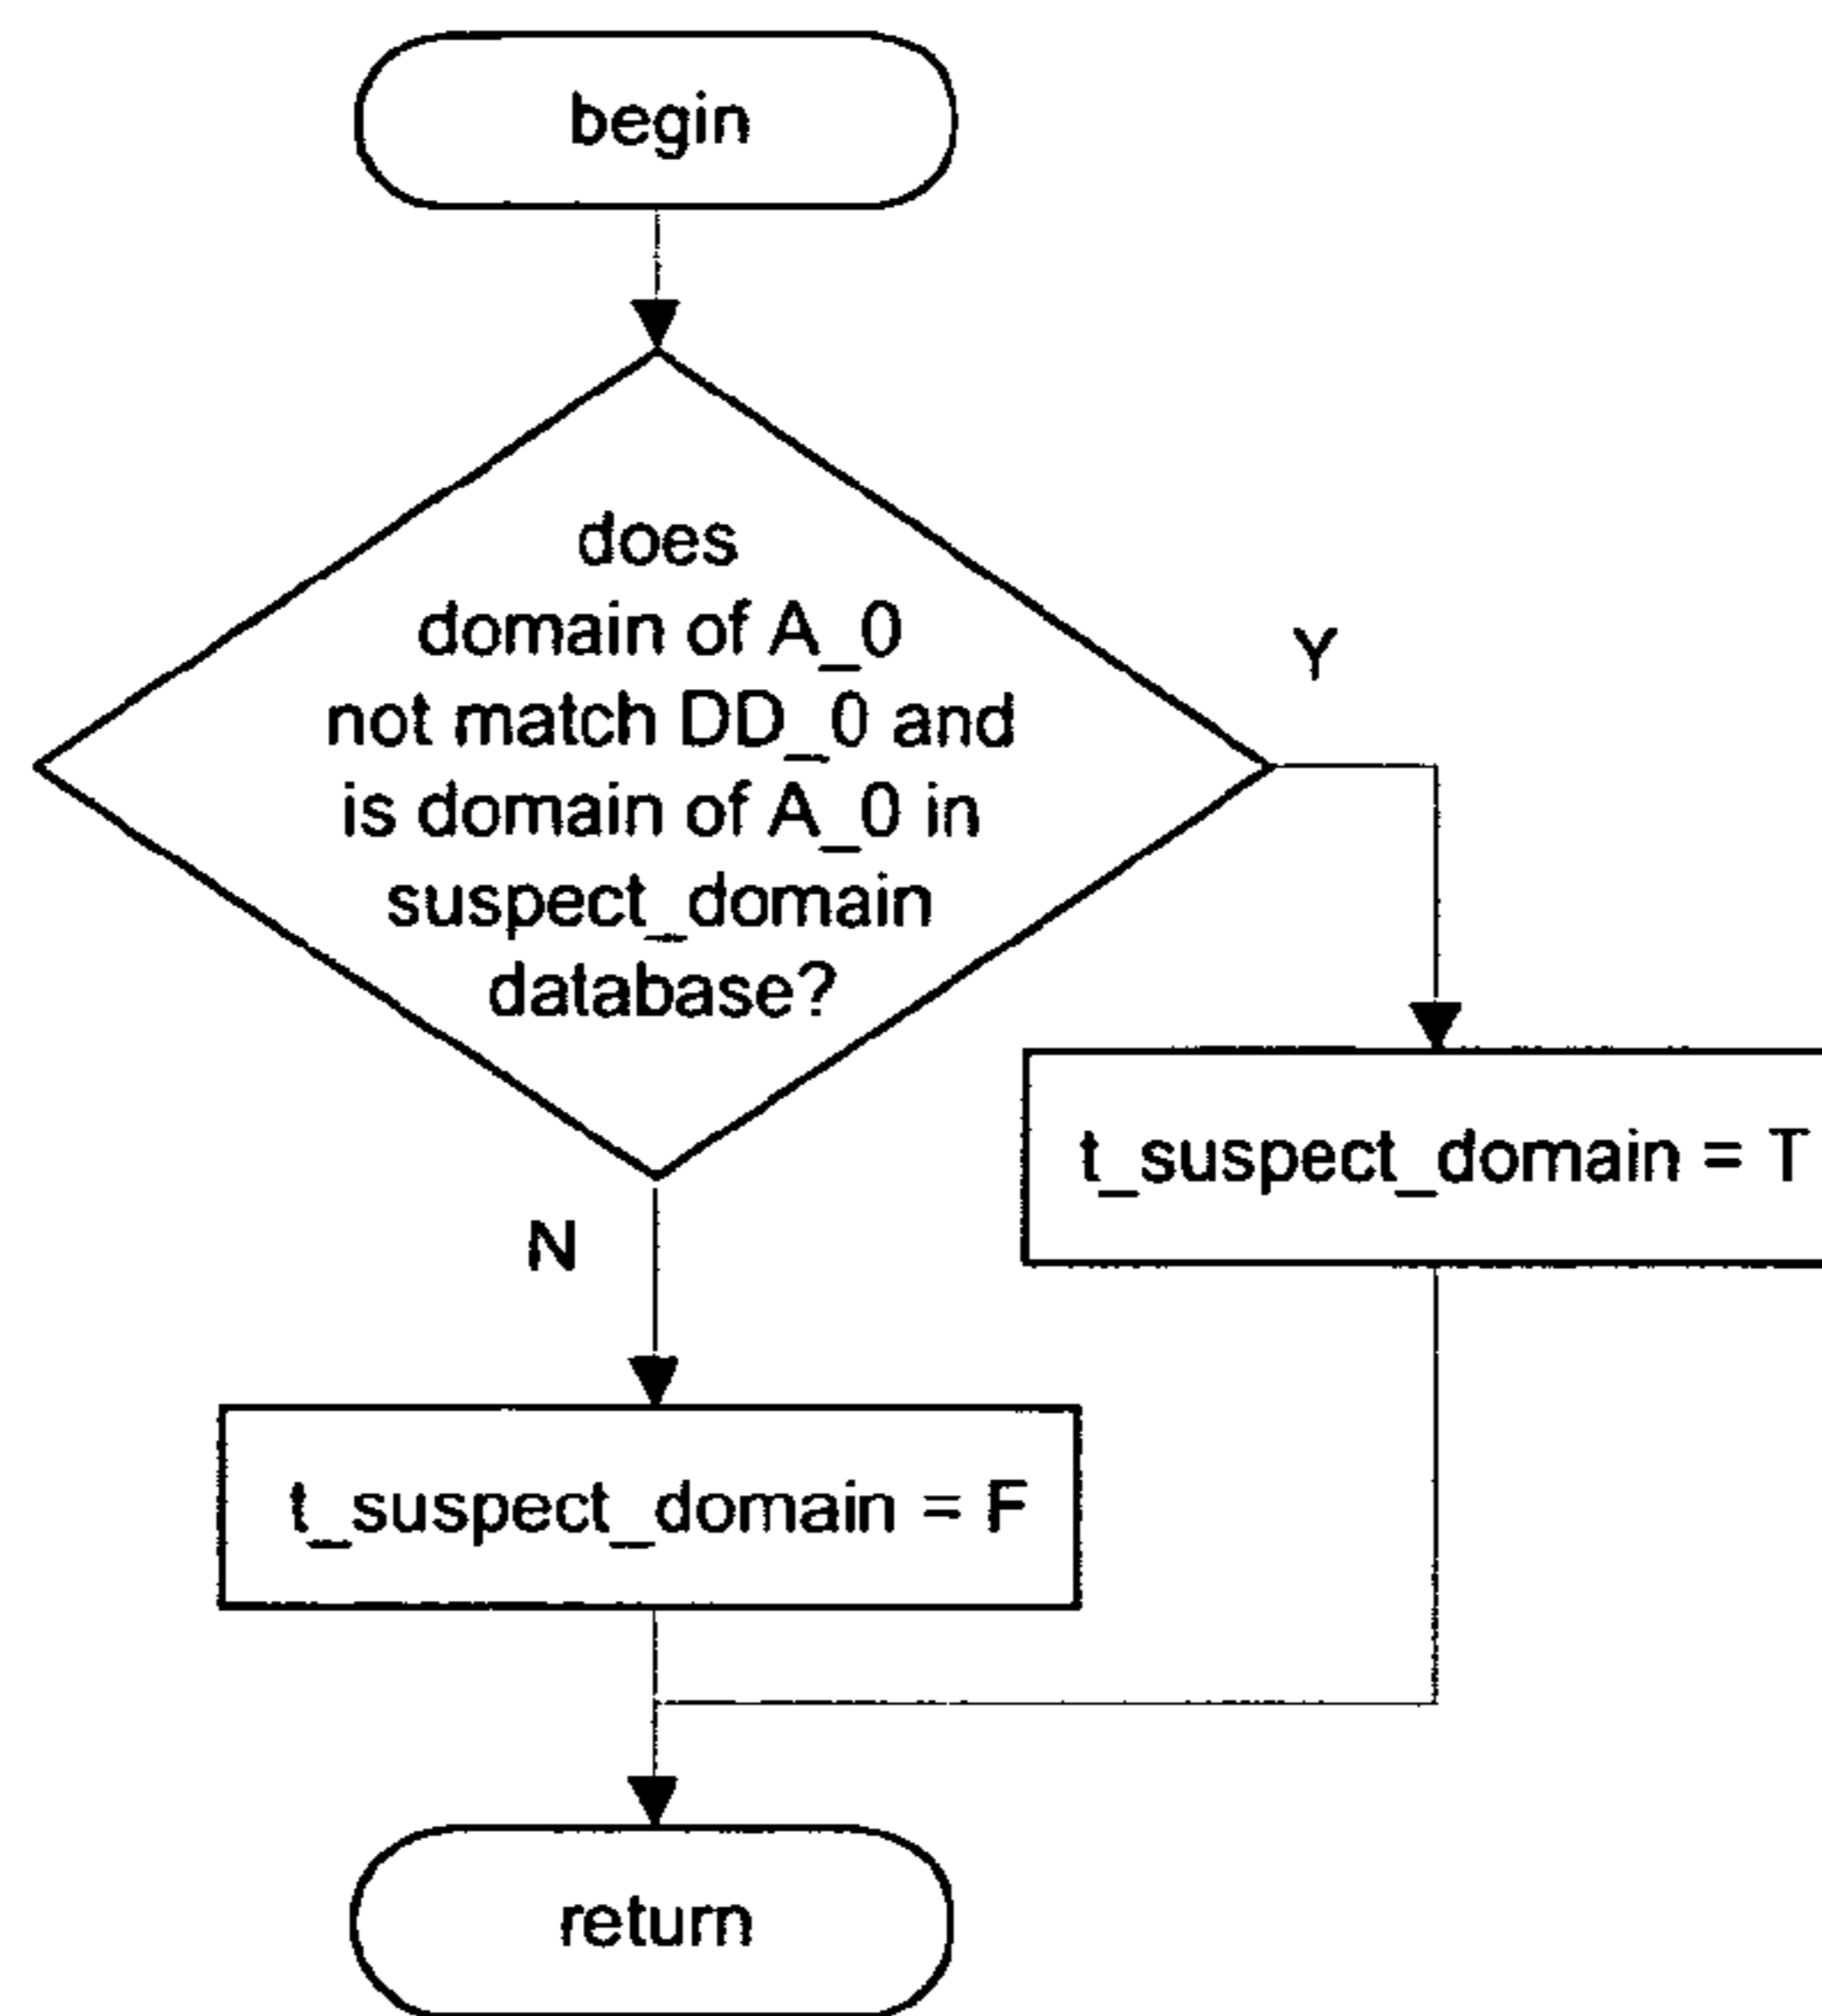 begin
does
domain of A_0
not match DD_0 and
is domain of A_0 in
suspect_domain
database?
Y
t_suspect_domain = T
N
t_suspect_domain = F
return